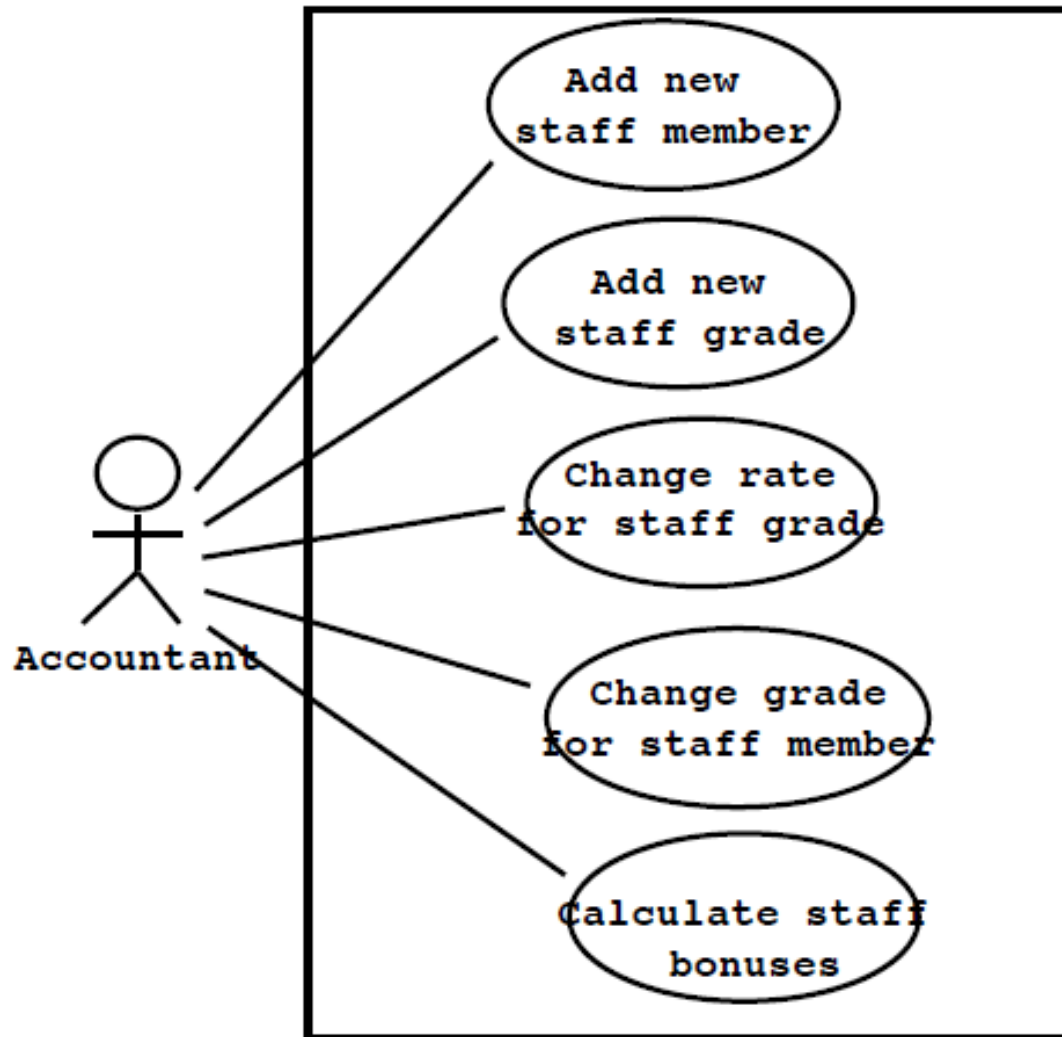 Add new
staff member
Add new
staff grade
Change rate
for staff grade
Accountant
Change grade
for staff member
Calculate staff
bonuses